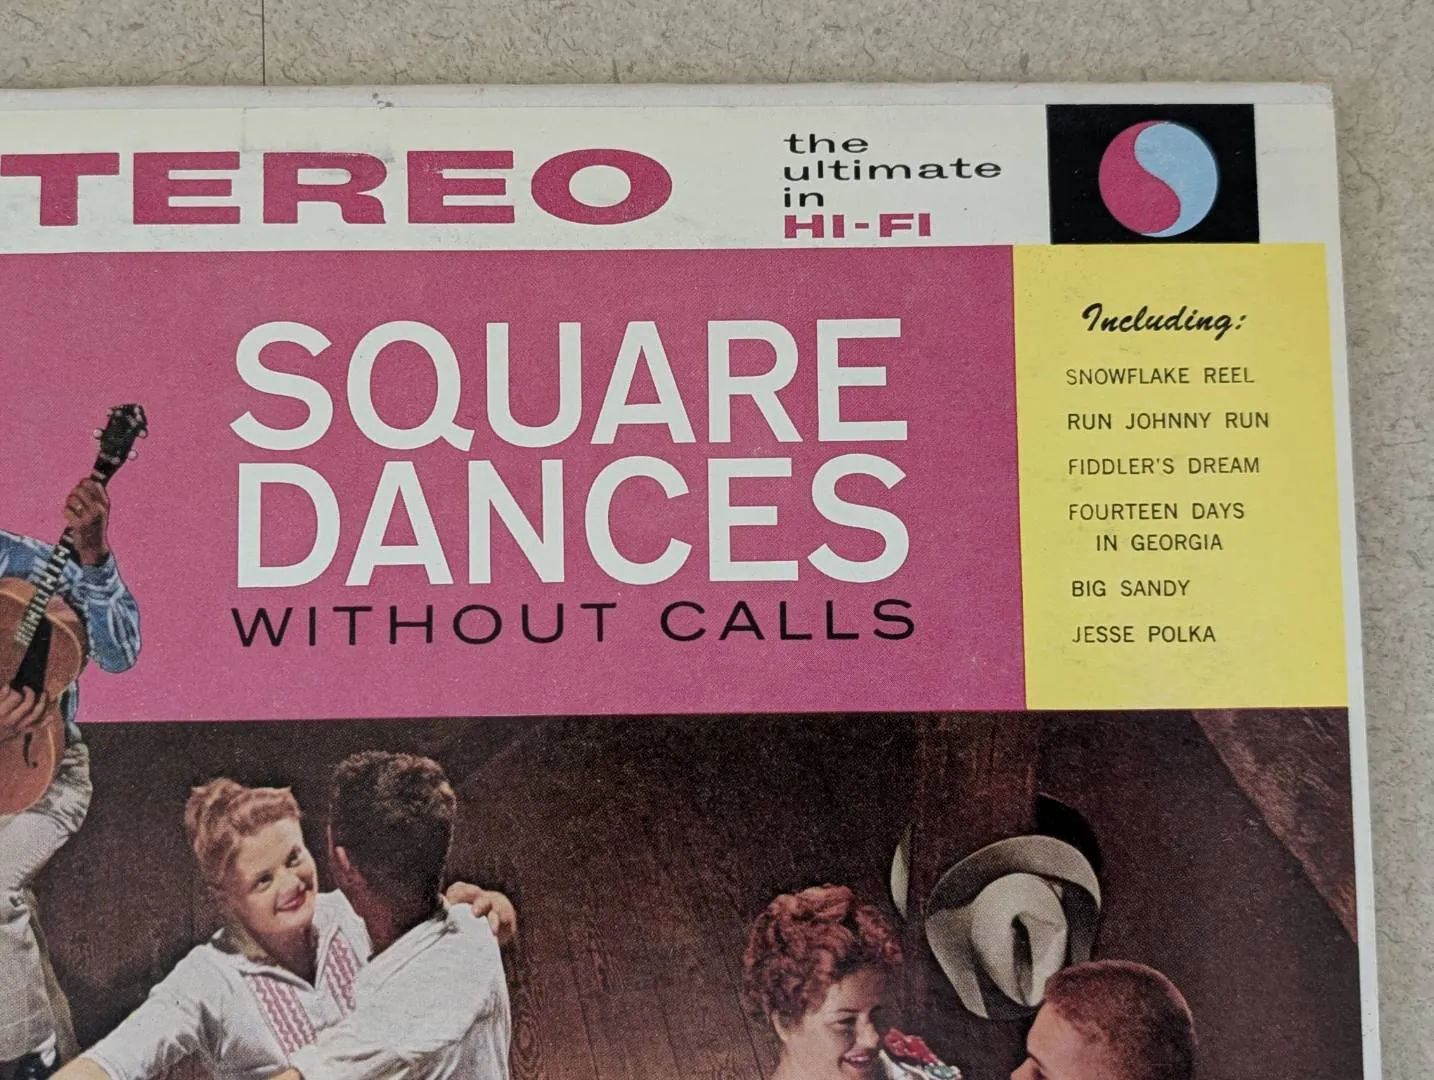 TEREO
the
ultimate
in
HI-FI
SQUARE
DANCES
WITHOUT CALLS
Including:
SNOWFLAKE REEL
RUN JOHNNY RUN
FIDDLER'S DREAM
FOURTEEN DAYS
IN GEORGIA
BIG SANDY
JESSE POLKA